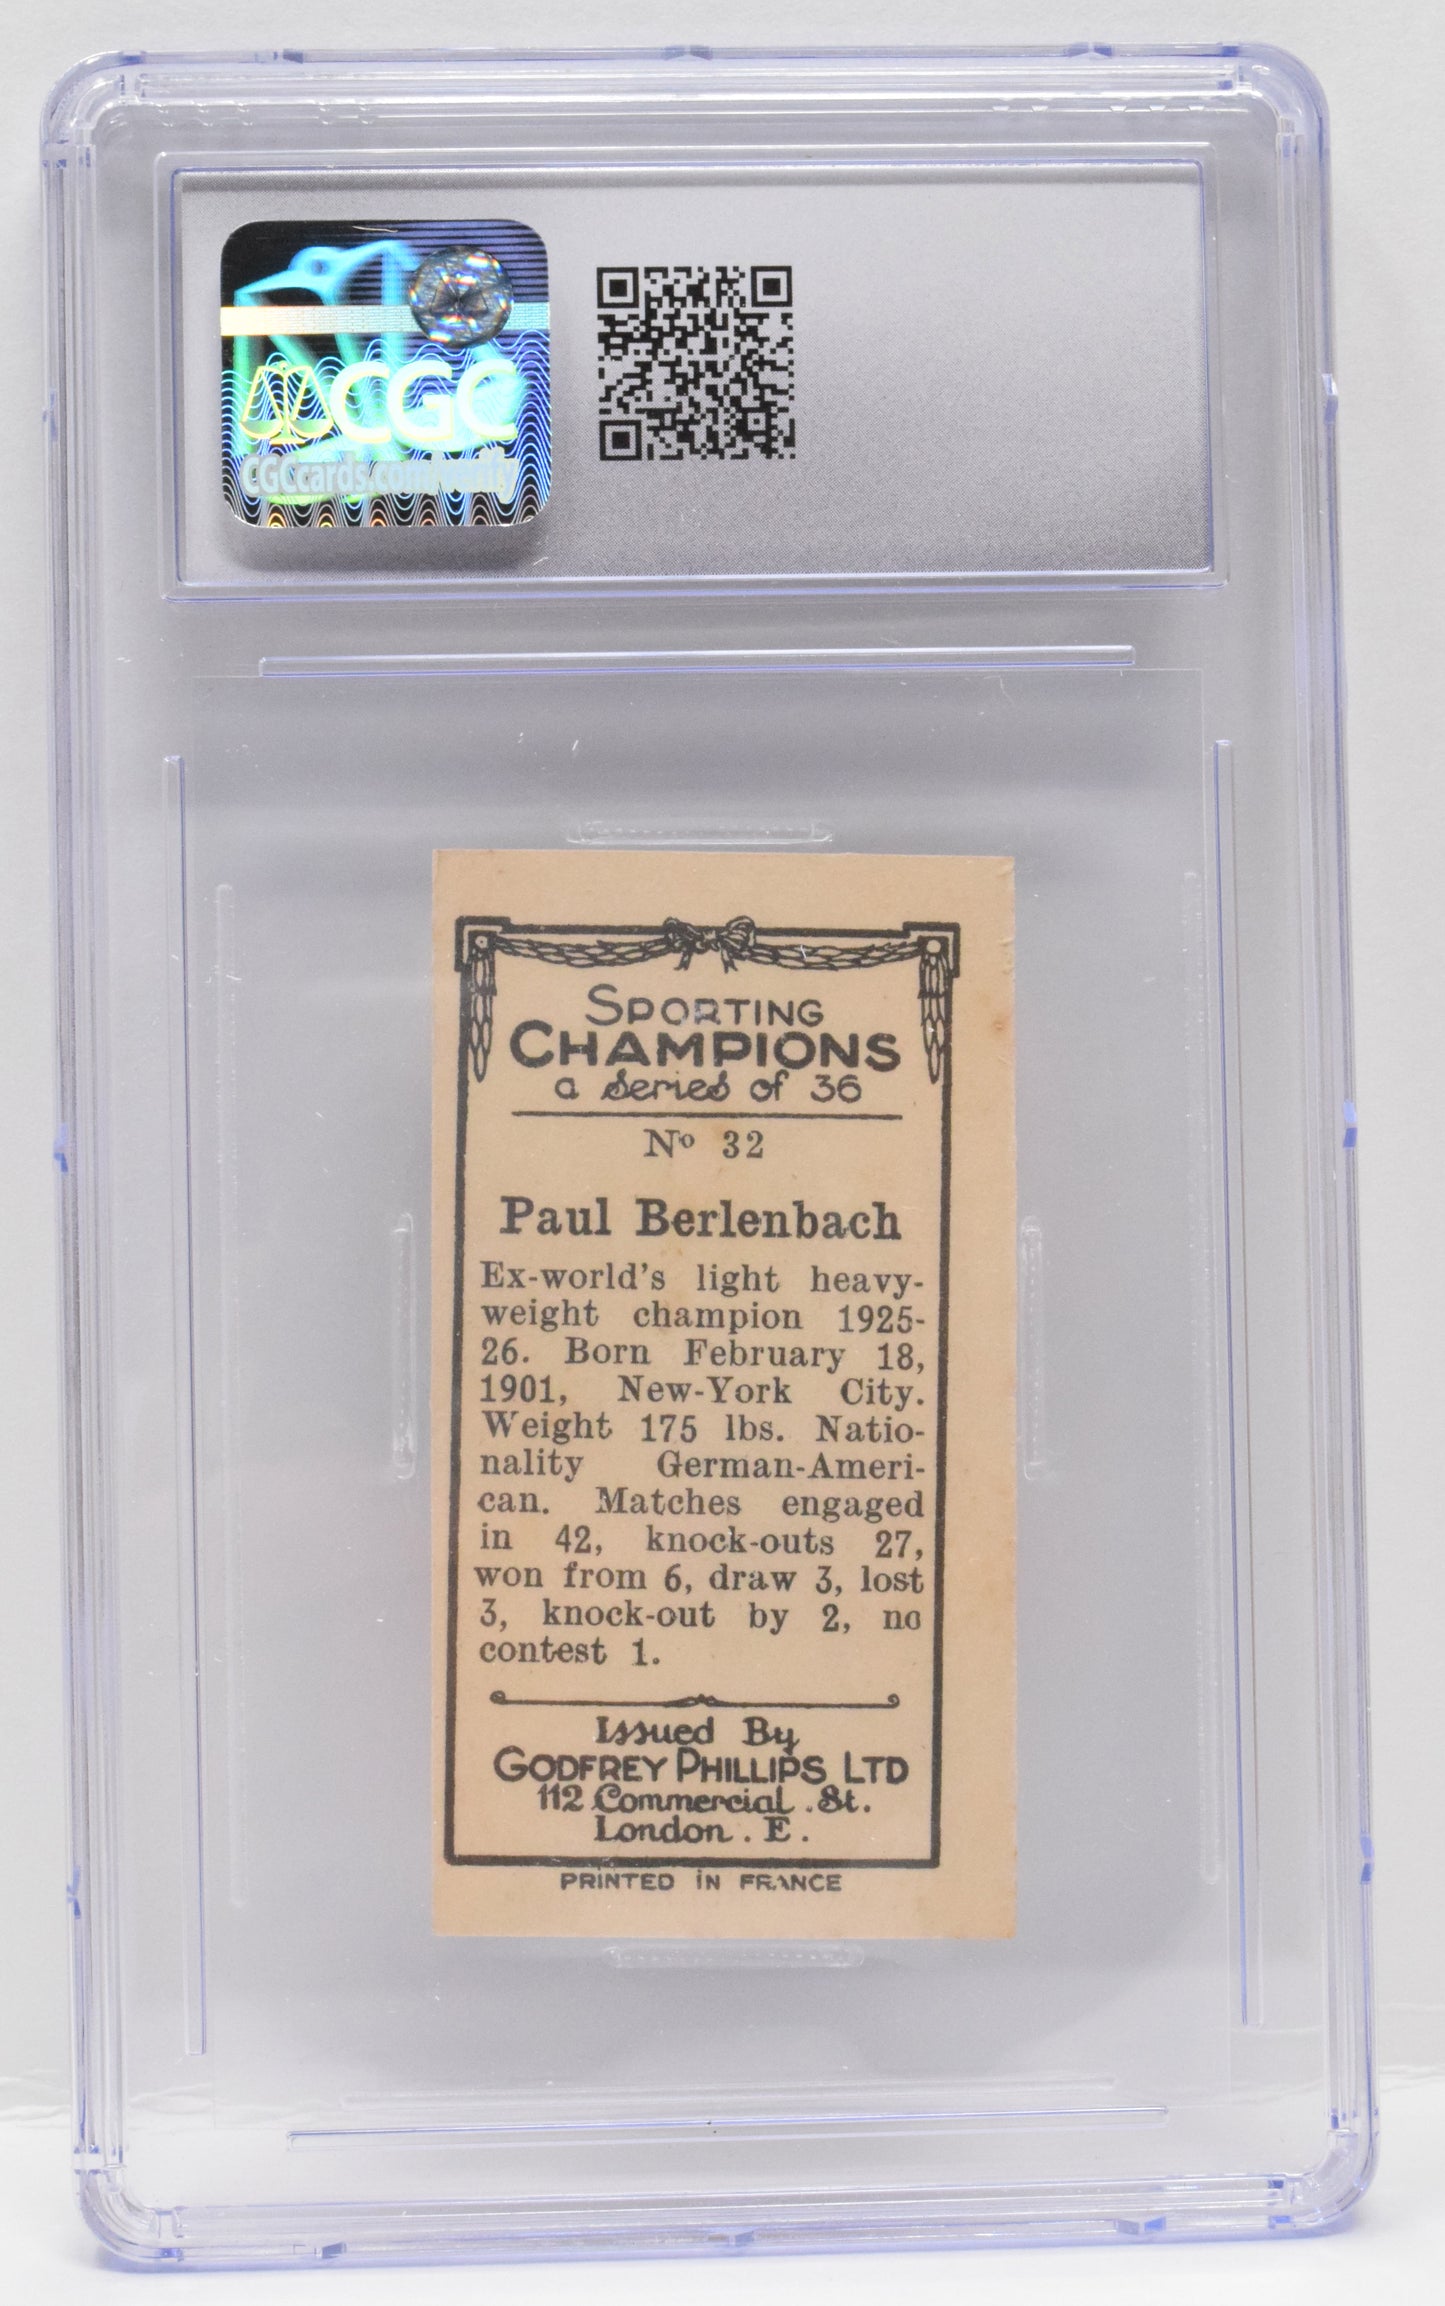 CGC
CGCcards.com/verify
SPORTING
CHAMPIONS
a series of 36
Nº 32
Paul Berlenbach
Ex-world's light heavy-
weight champion 1925-
26. Born February 18,
1901, New-York City.
Weight 175 lbs. Natio-
nality German-Ameri-
can. Matches engaged
in 42, knock-outs 27,
won from 6, draw 3, lost
3, knock-out by 2, no
contest 1.
Issued By
GODFREY PHILLIPS LTD
112 Commercial . St.
London . E .
PRINTED IN FRANCE